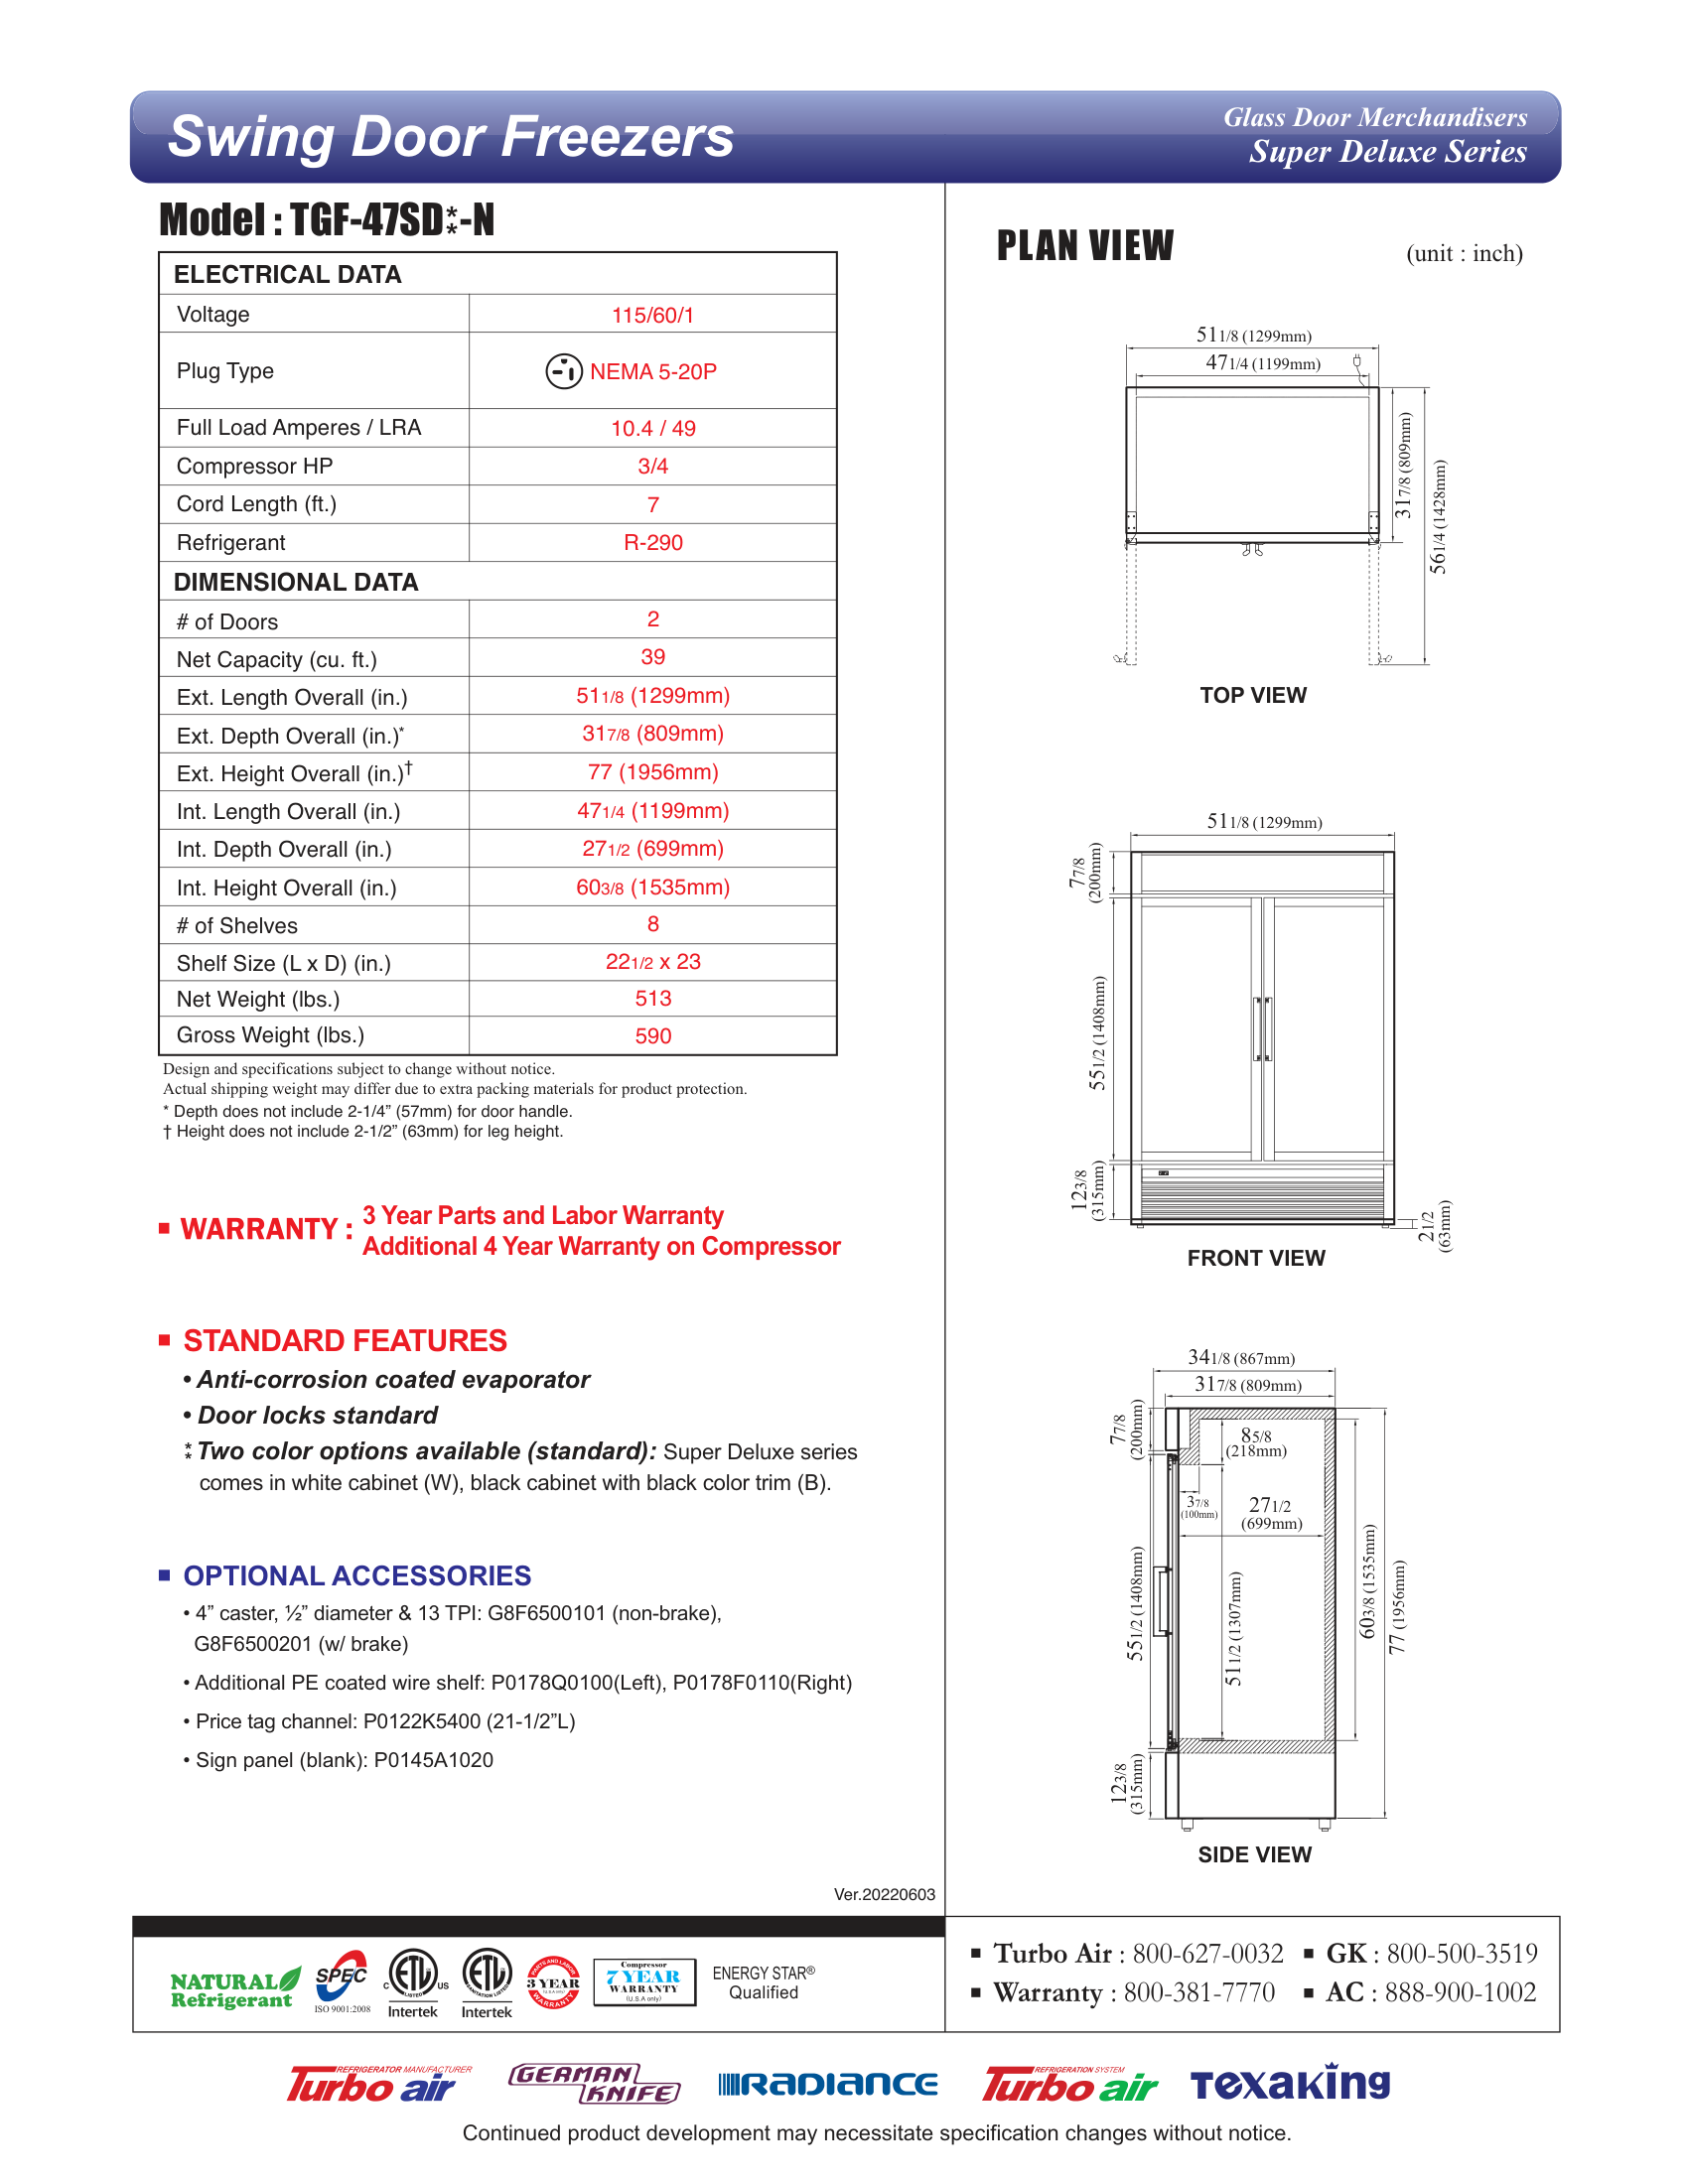 Swing Door Freezers
Glass Door Merchandisers
Super Deluxe Series
Model : TGF-47SD⁑-N
ELECTRICAL DATA
Voltage 115/60/1
Plug Type NEMA 5-20P
Full Load Amperes / LRA 10.4 / 49
Compressor HP 3/4
Cord Length (ft.) 7
Refrigerant R-290
DIMENSIONAL DATA
# of Doors 2
Net Capacity (cu. ft.) 39
Ext. Length Overall (in.) 51 1/8 (1299mm)
Ext. Depth Overall (in.)* 31 7/8 (809mm)
Ext. Height Overall (in.)† 77 (1956mm)
Int. Length Overall (in.) 47 1/4 (1199mm)
Int. Depth Overall (in.) 27 1/2 (699mm)
Int. Height Overall (in.) 60 3/8 (1535mm)
# of Shelves 8
Shelf Size (L x D) (in.) 22 1/2 x 23
Net Weight (lbs.) 513
Gross Weight (lbs.) 590
Design and specifications subject to change without notice.
Actual shipping weight may differ due to extra packing materials for product protection.
* Depth does not include 2-1/4” (57mm) for door handle.
† Height does not include 2-1/2” (63mm) for leg height.
▪ WARRANTY : 3 Year Parts and Labor Warranty
Additional 4 Year Warranty on Compressor
▪ STANDARD FEATURES
• Anti-corrosion coated evaporator
• Door locks standard
⁑ Two color options available (standard): Super Deluxe series
comes in white cabinet (W), black cabinet with black color trim (B).
▪ OPTIONAL ACCESSORIES
• 4” caster, ½” diameter & 13 TPI: G8F6500101 (non-brake),
G8F6500201 (w/ brake)
• Additional PE coated wire shelf: P0178Q0100(Left), P0178F0110(Right)
• Price tag channel: P0122K5400 (21-1/2”L)
• Sign panel (blank): P0145A1020
Ver.20220603
PLAN VIEW
(unit : inch)
51 1/8 (1299mm)
47 1/4 (1199mm)
31 7/8 (809mm)
56 1/4 (1428mm)
TOP VIEW
51 1/8 (1299mm)
7 7/8
(200mm)
55 1/2 (1408mm)
12 3/8
(315mm)
2 1/2
(63mm)
FRONT VIEW
34 1/8 (867mm)
31 7/8 (809mm)
7 7/8
(200mm)
8 5/8
(218mm)
3 7/8
(100mm)
27 1/2
(699mm)
55 1/2 (1408mm)
51 1/2 (1307mm)
60 3/8 (1535mm)
77 (1956mm)
12 3/8
(315mm)
SIDE VIEW
NATURAL
Refrigerant
SPEC
ISO 9001:2008
C ETL US
LISTED
Intertek
ETL
SANITATION LISTED
Intertek
PARTS AND LABOR
3 YEAR
WARRANTY
Compressor
7 YEAR
WARRANTY
(U.S.A only)
ENERGY STAR®
Qualified
▪ Turbo Air : 800-627-0032 ▪ GK : 800-500-3519
▪ Warranty : 800-381-7770 ▪ AC : 888-900-1002
REFRIGERATOR MANUFACTURER
Turbo air
GERMAN
KNIFE
RADIANCE
REFRIGERATION SYSTEM
Turbo air
TexaKing
Continued product development may necessitate specification changes without notice.